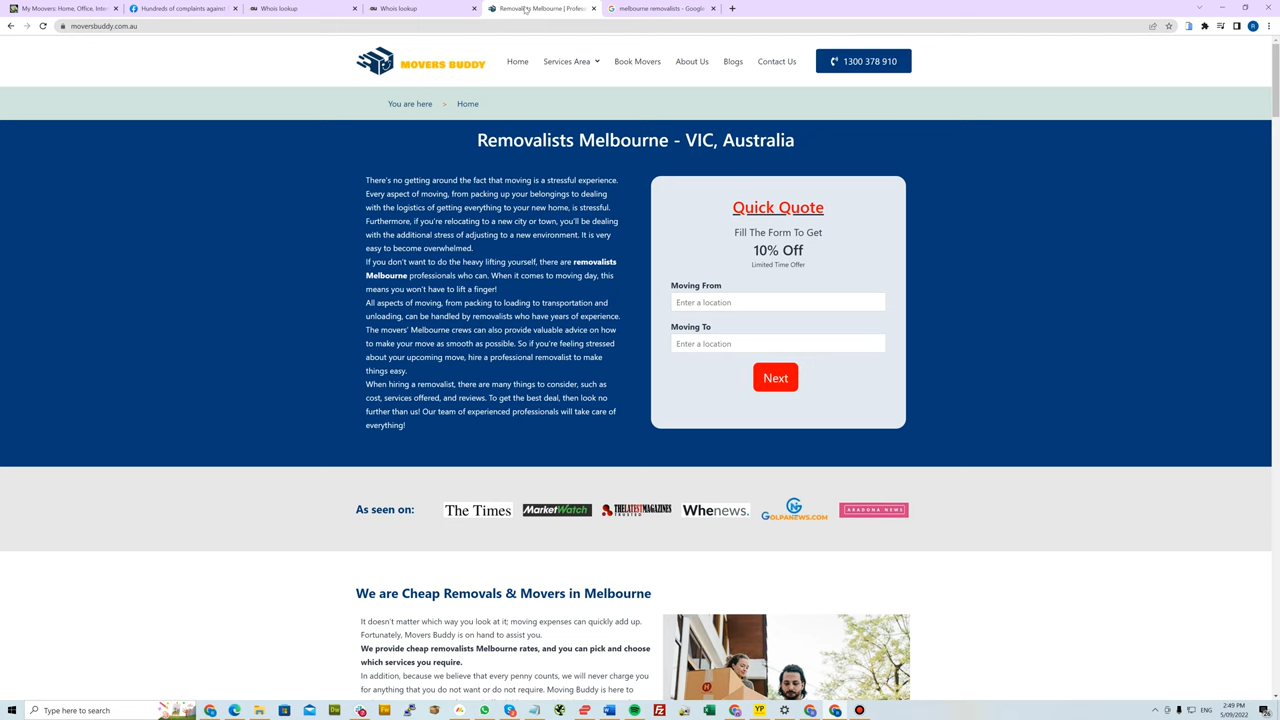 My Moovers: Home, Office, Inter
Hundreds of complaints against
Whois lookup
Whois lookup
Removalists Melbourne | Profes
melbourne removalists - Google
moversbuddy.com.au
MOVERS BUDDY
Home
Services Area
Book Movers
About Us
Blogs
Contact Us
1300 378 910
You are here > Home
Removalists Melbourne - VIC, Australia
There's no getting around the fact that moving is a stressful experience.
Every aspect of moving, from packing up your belongings to dealing
with the logistics of getting everything to your new home, is stressful.
Furthermore, if you're relocating to a new city or town, you'll be dealing
with the additional stress of adjusting to a new environment. It is very
easy to become overwhelmed.
If you don't want to do the heavy lifting yourself, there are removalists
Melbourne professionals who can. When it comes to moving day, this
means you won't have to lift a finger!
All aspects of moving, from packing to loading to transportation and
unloading, can be handled by removalists who have years of experience.
The movers' Melbourne crews can also provide valuable advice on how
to make your move as smooth as possible. So if you're feeling stressed
about your upcoming move, hire a professional removalist to make
things easy.
When hiring a removalist, there are many things to consider, such as
cost, services offered, and reviews. To get the best deal, then look no
further than us! Our team of experienced professionals will take care of
everything!
Quick Quote
Fill The Form To Get
10% Off
Limited Time Offer
Moving From
Enter a location
Moving To
Enter a location
Next
As seen on:
The Times
MarketWatch
THELATESTMAGAZINES
TRUSTED
Whenews.
GOLPANEWS.COM
ABADONA NEWS
We are Cheap Removals & Movers in Melbourne
It doesn't matter which way you look at it; moving expenses can quickly add up.
Fortunately, Movers Buddy is on hand to assist you.
We provide cheap removalists Melbourne rates, and you can pick and choose
which services you require.
In addition, because we believe that every penny counts, we will never charge you
for anything that you do not want or do not require. Moving Buddy is here to
Type here to search
ENG
2:49 PM
5/09/2022